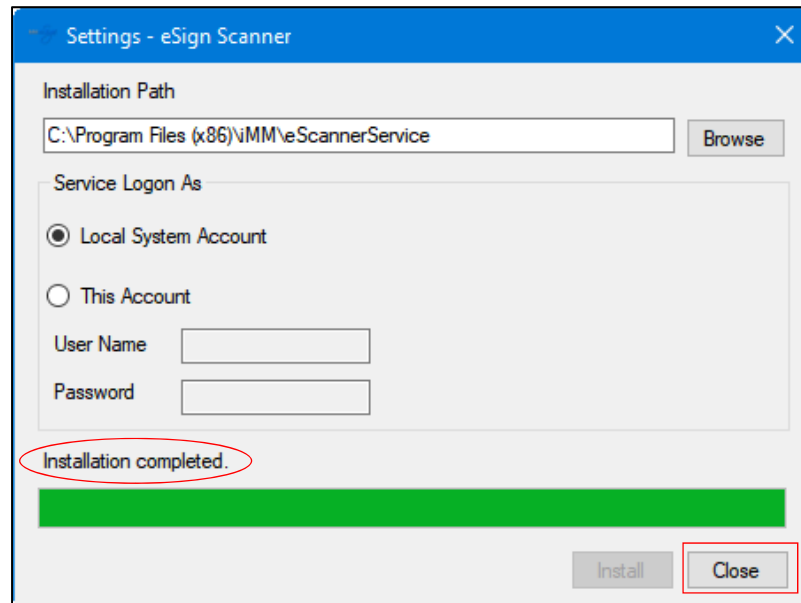 Settings - eSign Scanner
Installation Path
C:\Program Files (x86)\iMM\eScannerService
Browse
Service Logon As
Local System Account
This Account
User Name
Password
Installation completed.
Install
Close